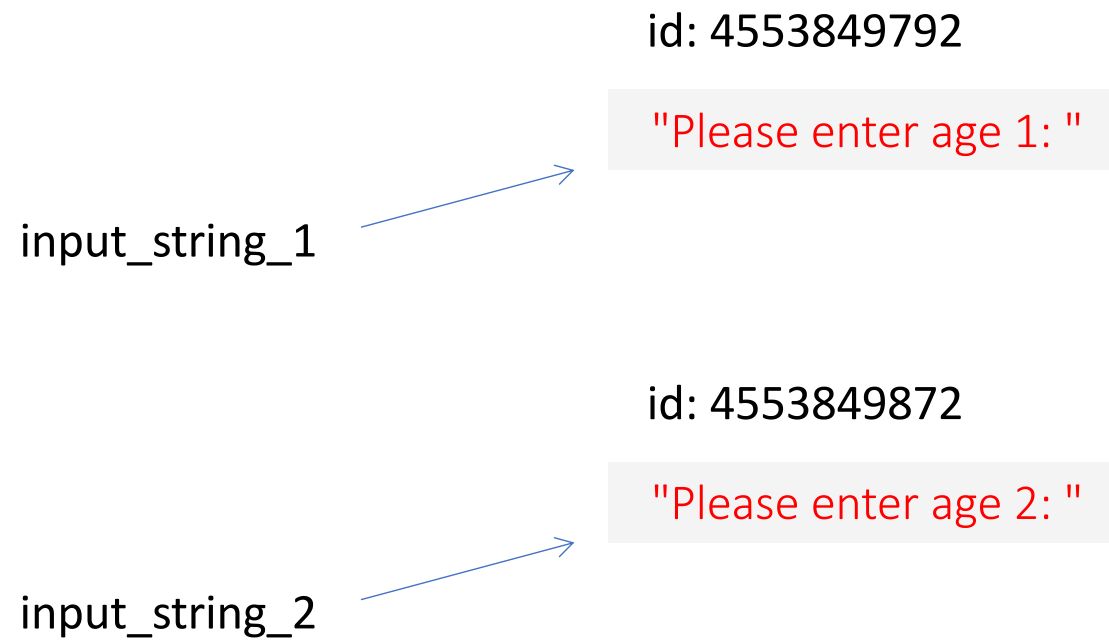 id: 4553849792
"Please enter age 1: "
input_string_1
id: 4553849872
"Please enter age 2: "
input_string_2